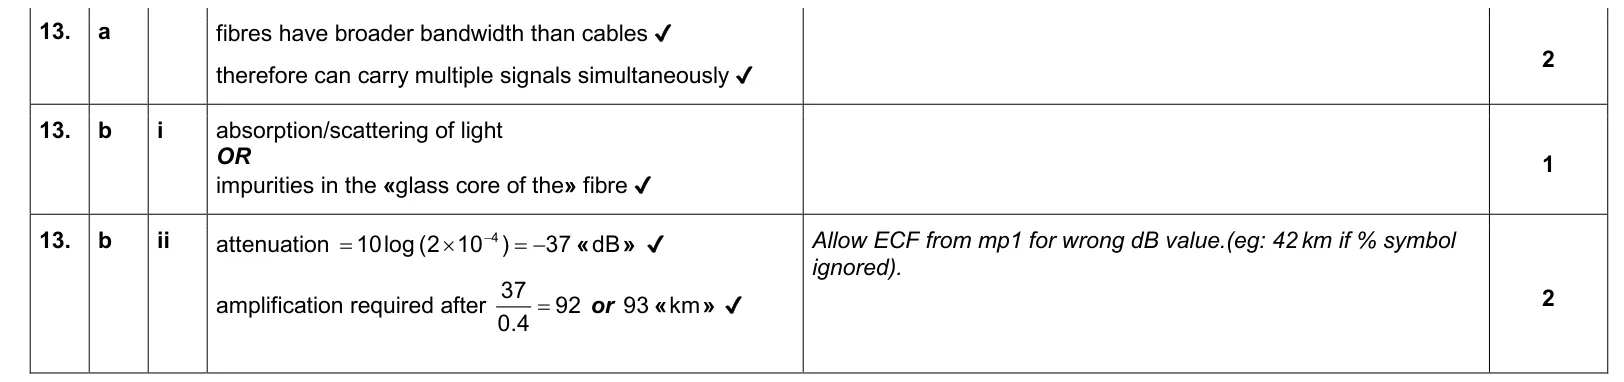 13. a fibres have broader bandwidth than cables ✔
therefore can carry multiple signals simultaneously ✔
2
13. b i absorption/scattering of light
OR
impurities in the «glass core of the» fibre ✔
1
13. b ii attenuation = 10 log (2×10⁻⁴) = −37 «dB» ✔ Allow ECF from mp1 for wrong dB value.(eg: 42 km if % symbol
ignored).
amplification required after 37/0.4 = 92 or 93 «km» ✔
2